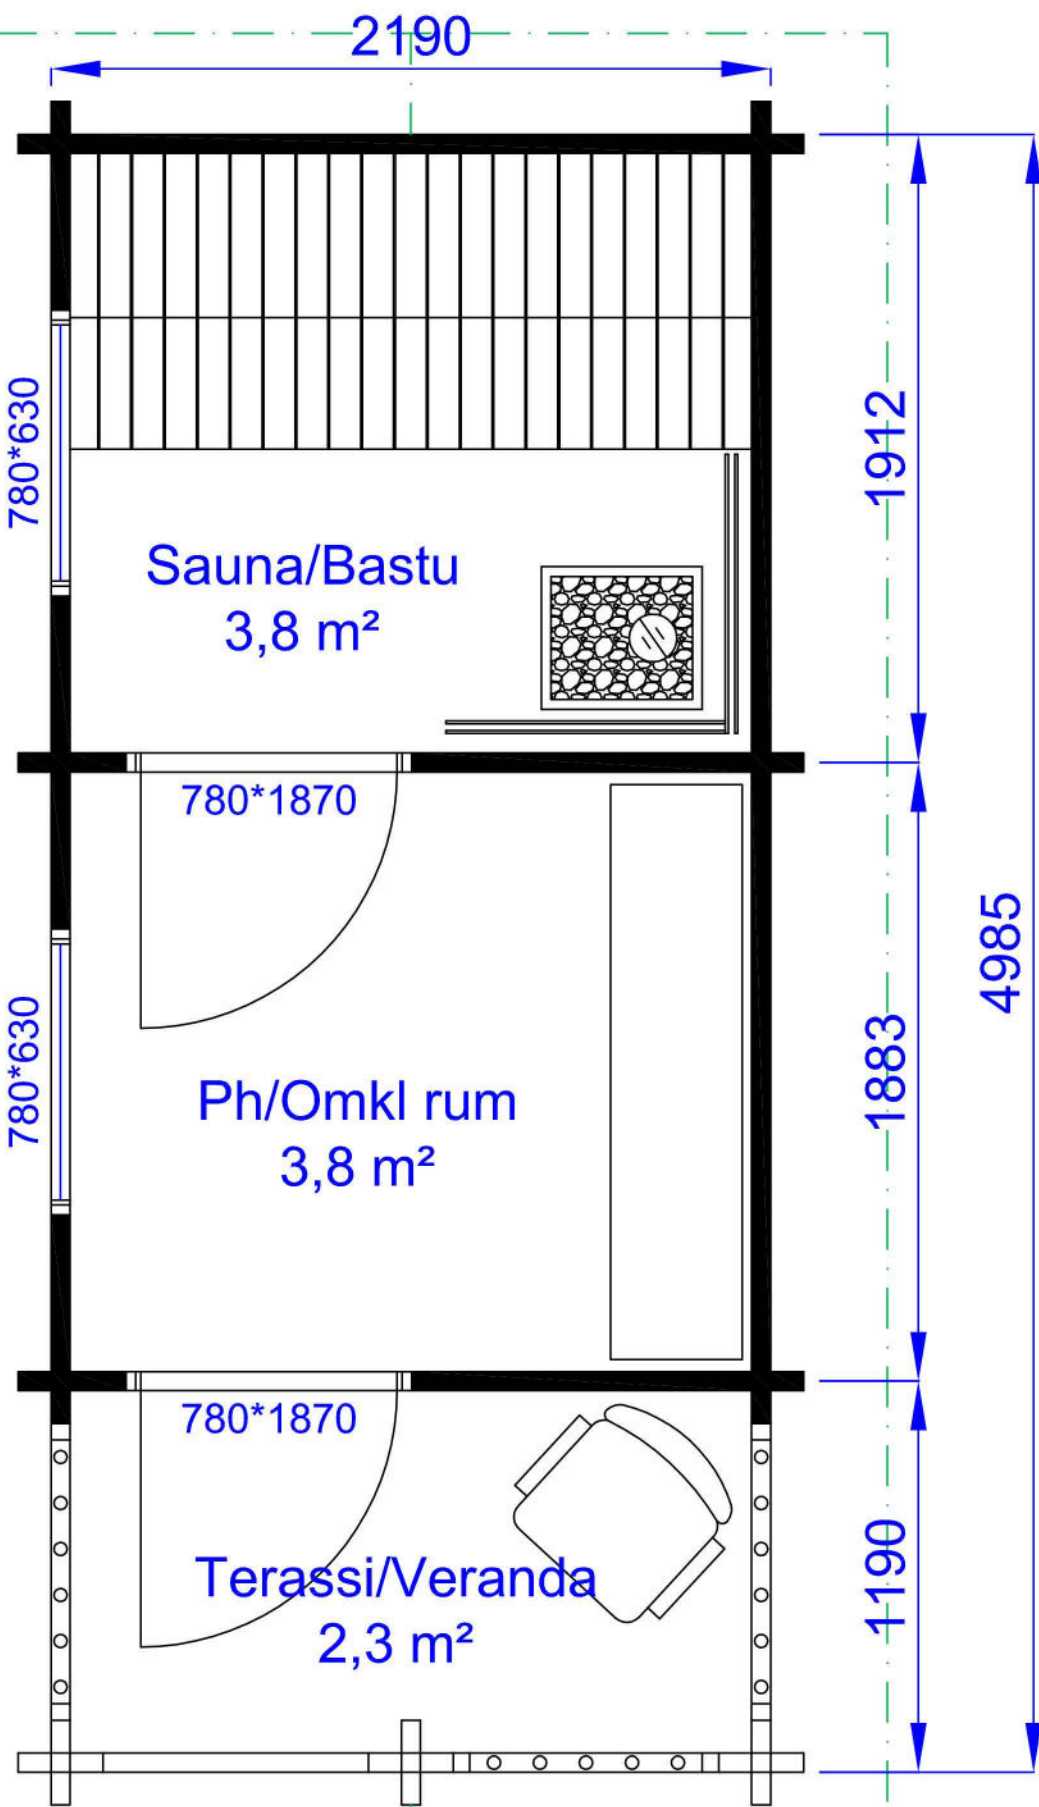 2190
780*630
1912
Sauna/Bastu
3,8 m²
780*1870
4985
780*630
1883
Ph/Omkl rum
3,8 m²
780*1870
1190
Terassi/Veranda
2,3 m²